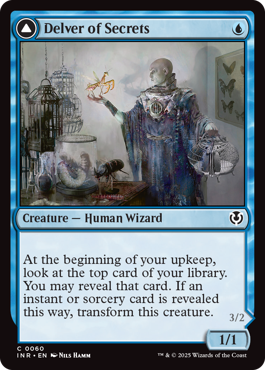 Delver of Secrets
Creature — Human Wizard
At the beginning of your upkeep,
look at the top card of your library.
You may reveal that card. If an
instant or sorcery card is revealed
this way, transform this creature.
3/2
1/1
C 0060
INR • EN Nils Hamm
™ & © 2025 Wizards of the Coast